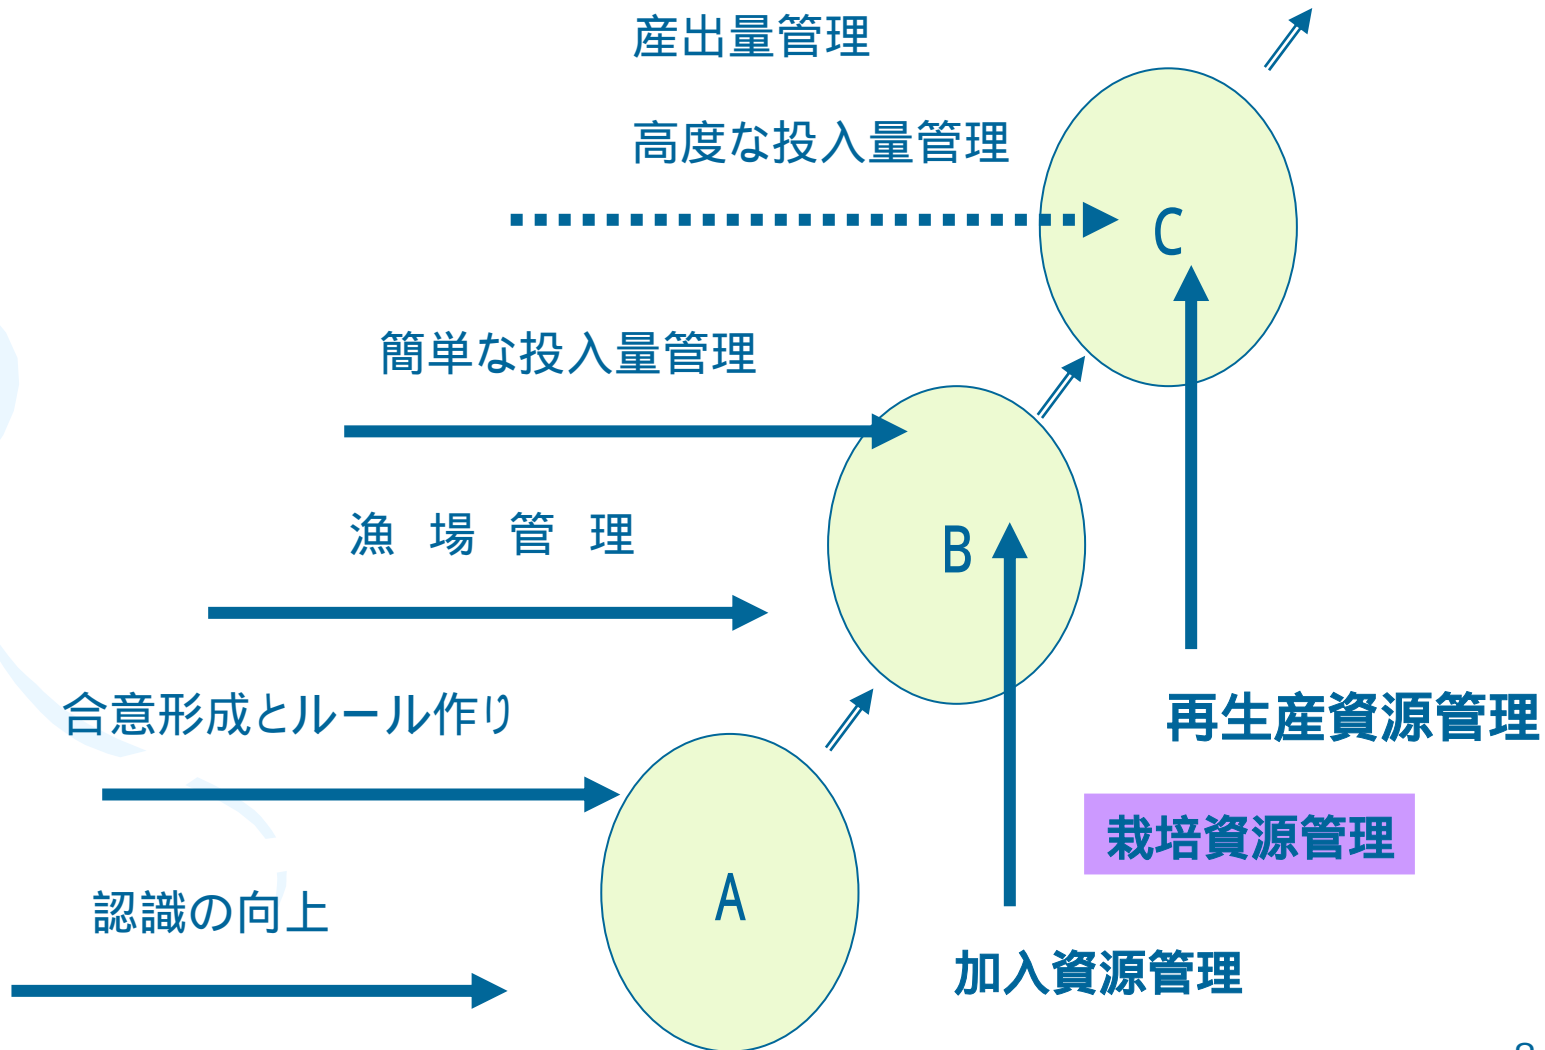 産出量管理
高度な投入量管理
C
簡単な投入量管理
漁 場 管 理
B
合意形成とルール作り
再生産資源管理
栽培資源管理
A
認識の向上
加入資源管理